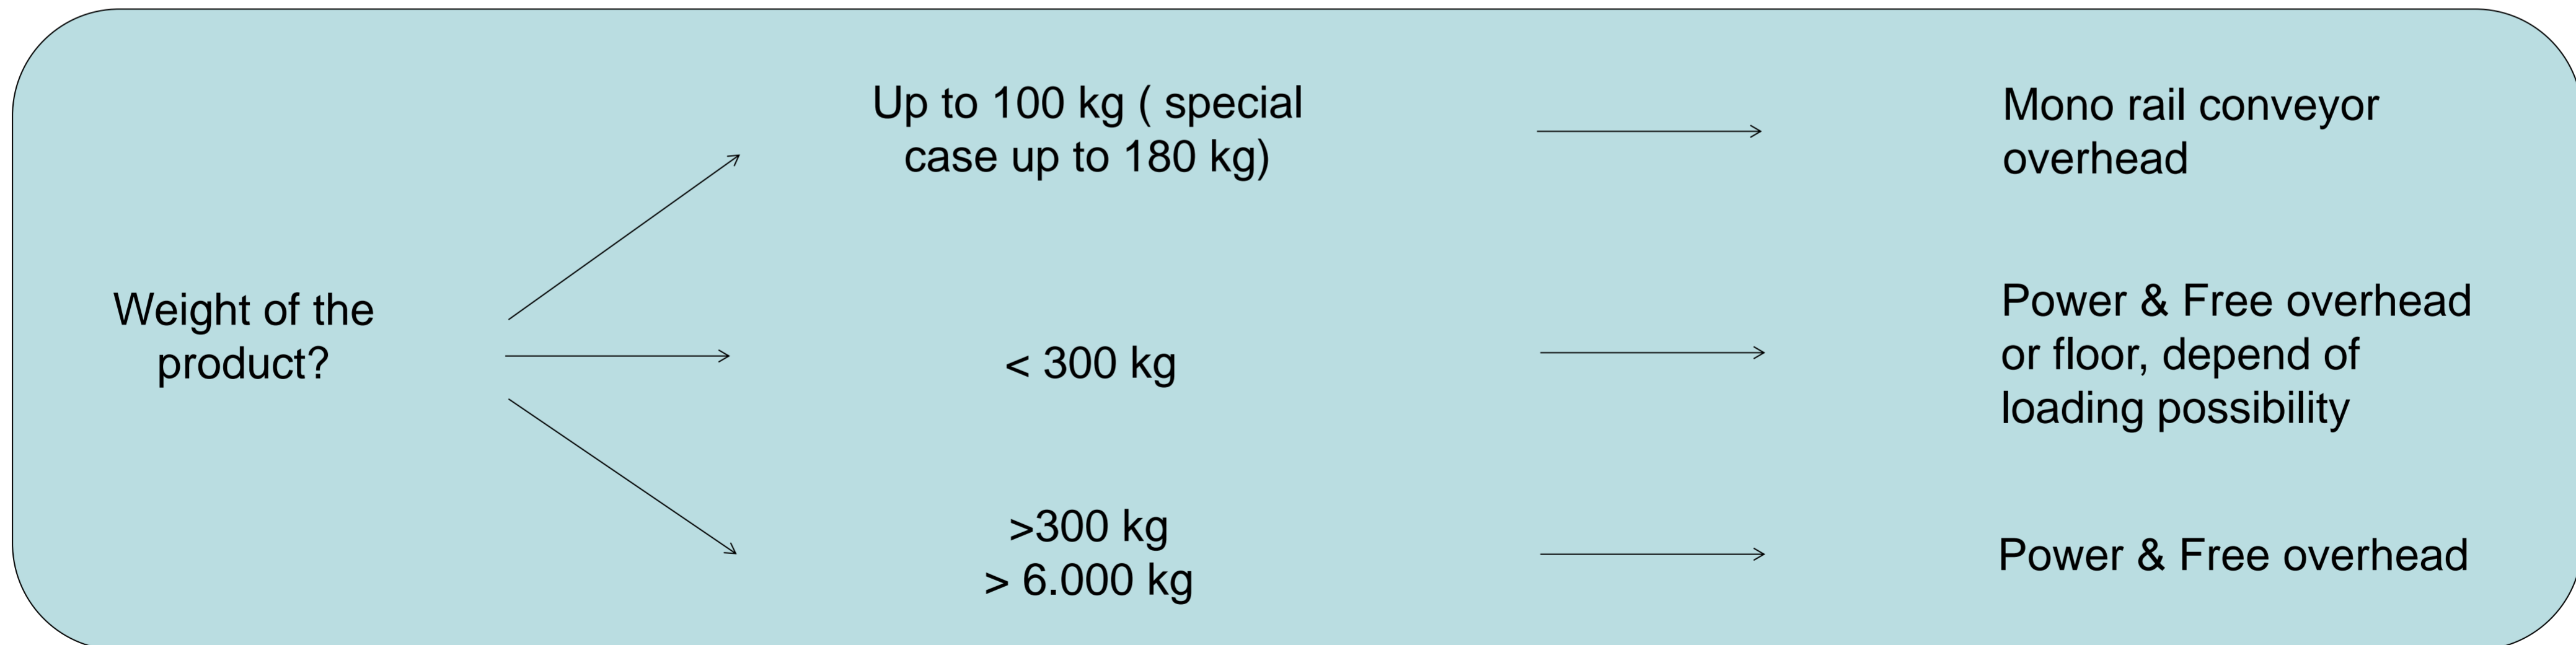 Weight of the
product?
Up to 100 kg ( special
case up to 180 kg)
Mono rail conveyor
overhead
< 300 kg
Power & Free overhead
or floor, depend of
loading possibility
>300 kg
> 6.000 kg
Power & Free overhead